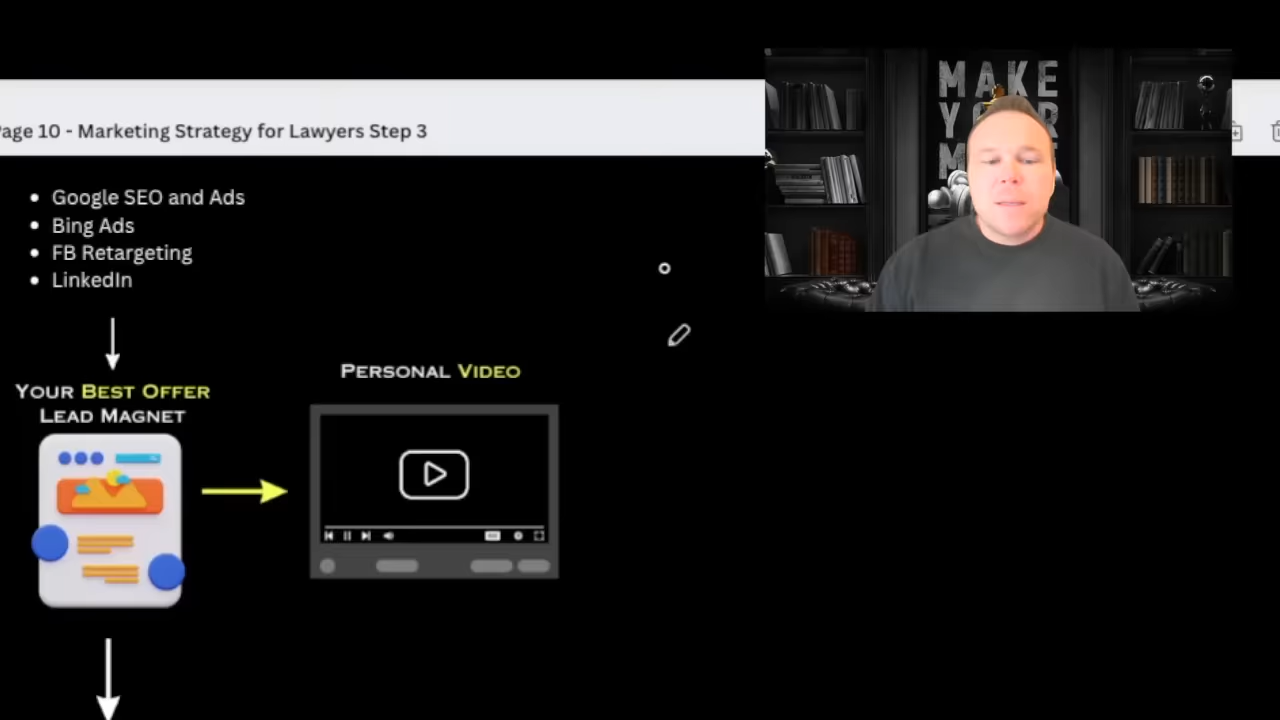 age 10 - Marketing Strategy for Lawyers Step 3
MAKE
Google SEO and Ads
Bing Ads
FB Retargeting
LinkedIn
YOUR BEST OFFER
LEAD MAGNET
PERSONAL VIDEO